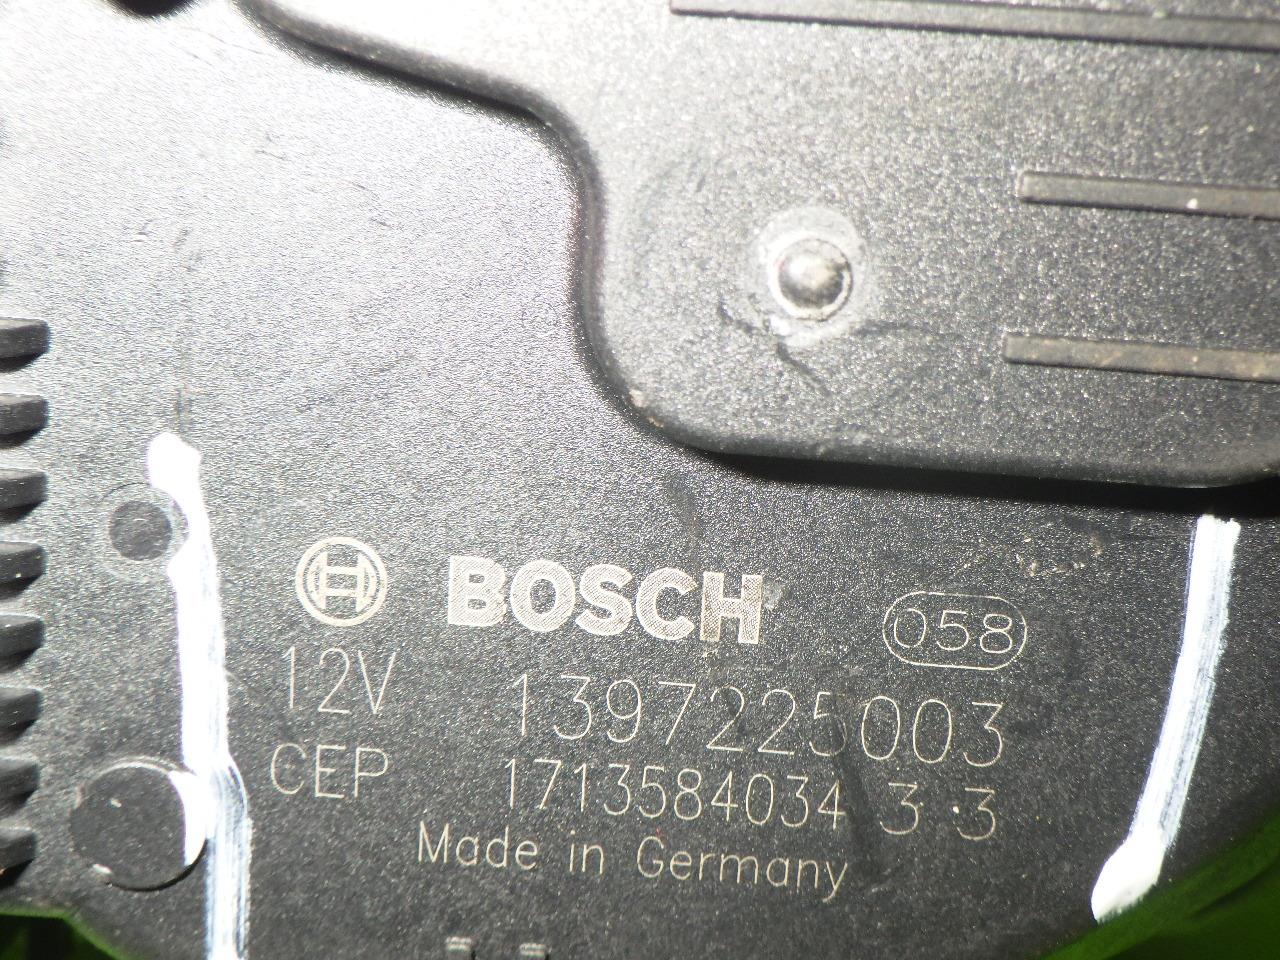 BOSCH 058
12V 1397225003
CEP 1713584034 3 3
Made in Germany